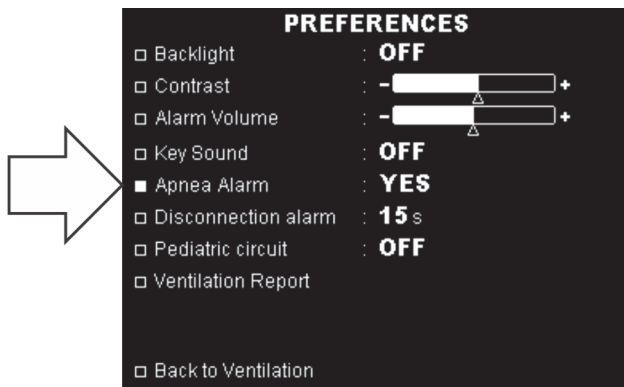 PREFERENCES
Backlight : OFF
Contrast : - +
Alarm Volume : - +
Key Sound : OFF
Apnea Alarm : YES
Disconnection alarm : 15 s
Pediatric circuit : OFF
Ventilation Report
Back to Ventilation